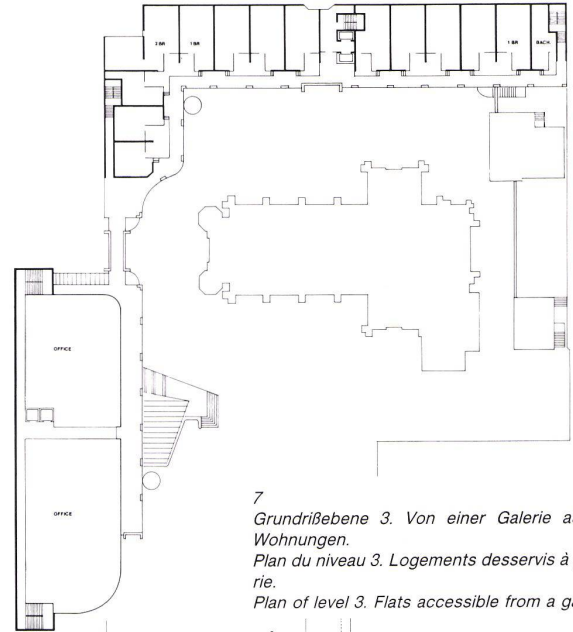 2 BR 1 BR 1 BR BACH.
OFFICE
OFFICE
7
Grundrißebene 3. Von einer Galerie a
Wohnungen.
Plan du niveau 3. Logements desservis à
rie.
Plan of level 3. Flats accessible from a ga